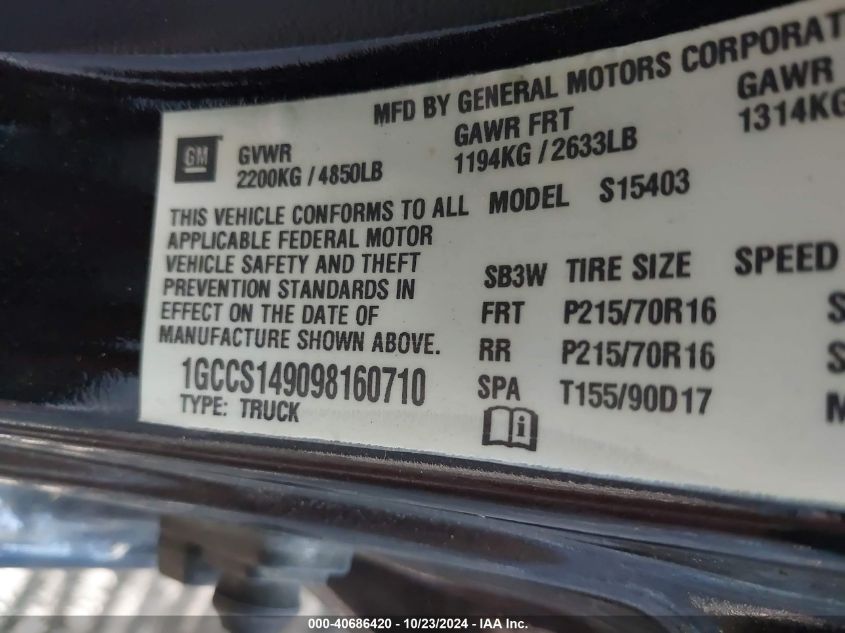 MFD BY GENERAL MOTORS CORPORAT
GM
GVWR
2200KG / 4850LB
GAWR FRT
1194KG / 2633LB
GAWR
1314KG
THIS VEHICLE CONFORMS TO ALL
APPLICABLE FEDERAL MOTOR
VEHICLE SAFETY AND THEFT
PREVENTION STANDARDS IN
EFFECT ON THE DATE OF
MANUFACTURE SHOWN ABOVE.
1GCCS149098160710
TYPE: TRUCK
MODEL S15403
SB3W TIRE SIZE SPEED
FRT P215/70R16 S
RR P215/70R16 S
SPA T155/90D17 M
i
000-40686420 - 10/23/2024 - IAA Inc.